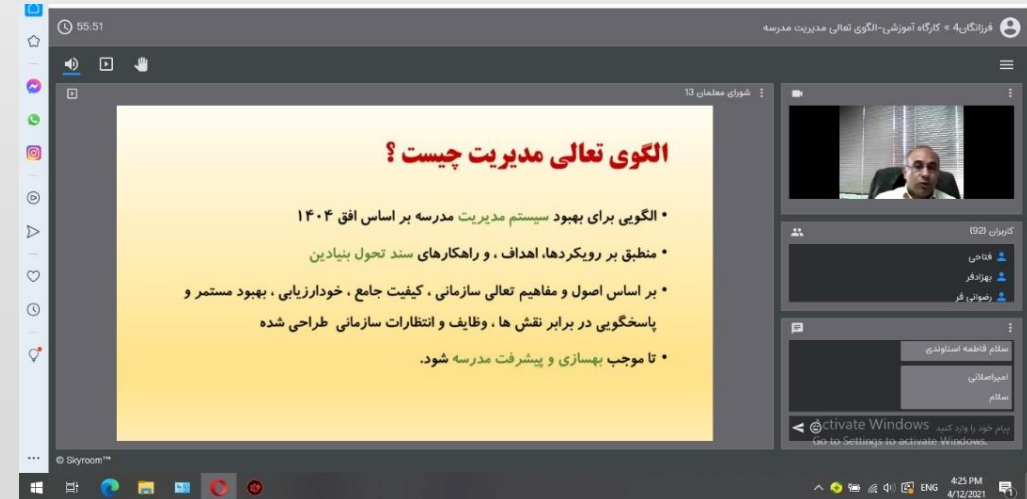 55:51
فرزانگان4 » کارگاه آموزشی-الگوی تعالی مدیریت مدرسه
شورای معلمان 13
الگوی تعالی مدیریت چیست ؟
• الگویی برای بهبود سیستم مدیریت مدرسه بر اساس افق ۱۴۰۴
• منطبق بر رویکردها، اهداف ، و راهکارهای سند تحول بنیادین
• بر اساس اصول و مفاهیم تعالی سازمانی ، کیفیت جامع ، خودارزیابی ، بهبود مستمر و
پاسخگویی در برابر نقش ها ، وظایف و انتظارات سازمانی طراحی شده
• تا موجب بهسازی و پیشرفت مدرسه شود.
کاربران (92)
فتاحی
بهزادفر
رضوانی فر
سلام فاطمه استاوندی
امیراصلانی
سلام
پیام خود را وارد کنید
Activate Windows
Go to Settings to activate Windows.
© Skyroom™
ENG
4:25 PM
4/12/2021